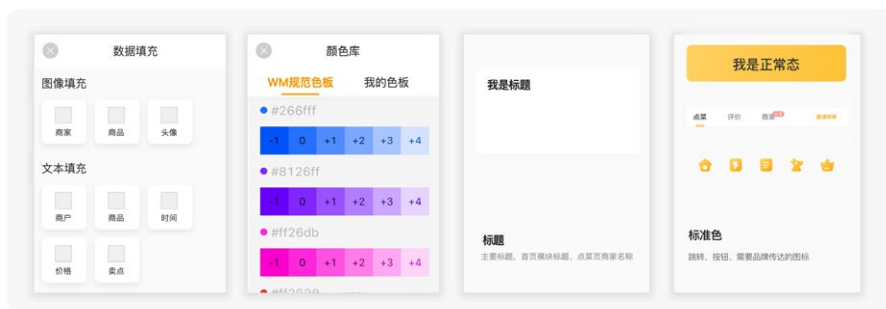 数据填充
图像填充
商家 商品 头像
文本填充
商户 商品 时间
价格 卖点
颜色库
WM规范色板 我的色板
#266fff
-1 0 +1 +2 +3 +4
#8126ff
-1 0 +1 +2 +3 +4
#ff26db
-1 0 +1 +2 +3 +4
我是标题
标题
主要标题、首页模块标题、点菜页商家名称
我是正常态
点菜 评价 商家
标准色
跳转、按钮、需要品牌传达的图标